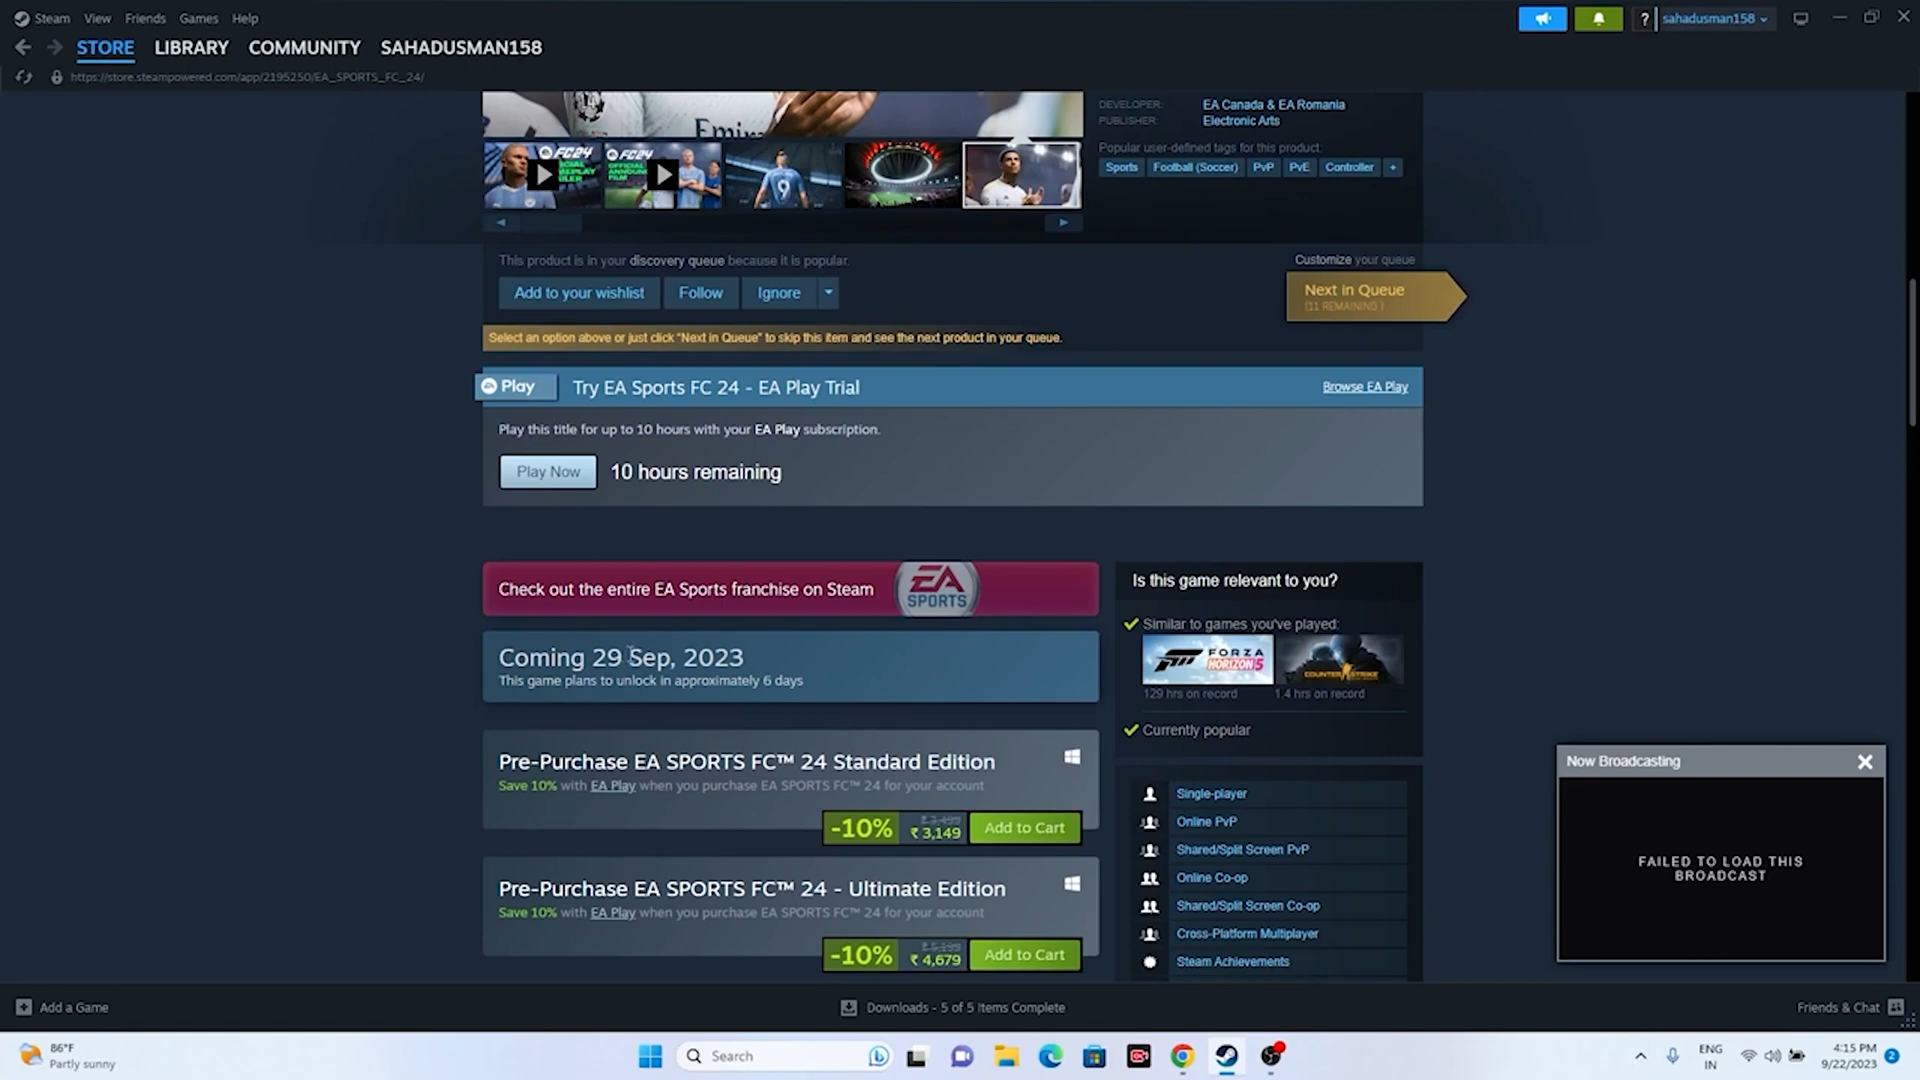 Steam View Friends Games Help
? sahadusman158
STORE LIBRARY COMMUNITY SAHADUSMAN158
https://store.steampowered.com/app/2195250/EA_SPORTS_FC_24/
DEVELOPER: EA Canada & EA Romania
PUBLISHER: Electronic Arts
Popular user-defined tags for this product:
Sports Football (Soccer) PvP PvE Controller +
This product is in your discovery queue because it is popular.
Customize your queue
Add to your wishlist Follow Ignore
Next in Queue
(11 REMAINING )
Select an option above or just click "Next in Queue" to skip this item and see the next product in your queue.
Play Try EA Sports FC 24 - EA Play Trial Browse EA Play
Play this title for up to 10 hours with your EA Play subscription.
Play Now 10 hours remaining
Check out the entire EA Sports franchise on Steam
EA SPORTS
Coming 29 Sep, 2023
This game plans to unlock in approximately 6 days
Pre-Purchase EA SPORTS FC™ 24 Standard Edition
Save 10% with EA Play when you purchase EA SPORTS FC™ 24 for your account
-10% ₹ 3,499 ₹ 3,149 Add to Cart
Pre-Purchase EA SPORTS FC™ 24 - Ultimate Edition
Save 10% with EA Play when you purchase EA SPORTS FC™ 24 for your account
-10% ₹ 5,199 ₹ 4,679 Add to Cart
Is this game relevant to you?
Similar to games you've played:
FORZA HORIZON 5
COUNTER STRIKE
129 hrs on record 1.4 hrs on record
Currently popular
Single-player
Online PvP
Shared/Split Screen PvP
Online Co-op
Shared/Split Screen Co-op
Cross-Platform Multiplayer
Steam Achievements
Now Broadcasting
FAILED TO LOAD THIS
BROADCAST
Add a Game
Downloads - 5 of 5 Items Complete
Friends & Chat
86°F
Partly sunny
Search
ENG
IN
4:15 PM
9/22/2023
2